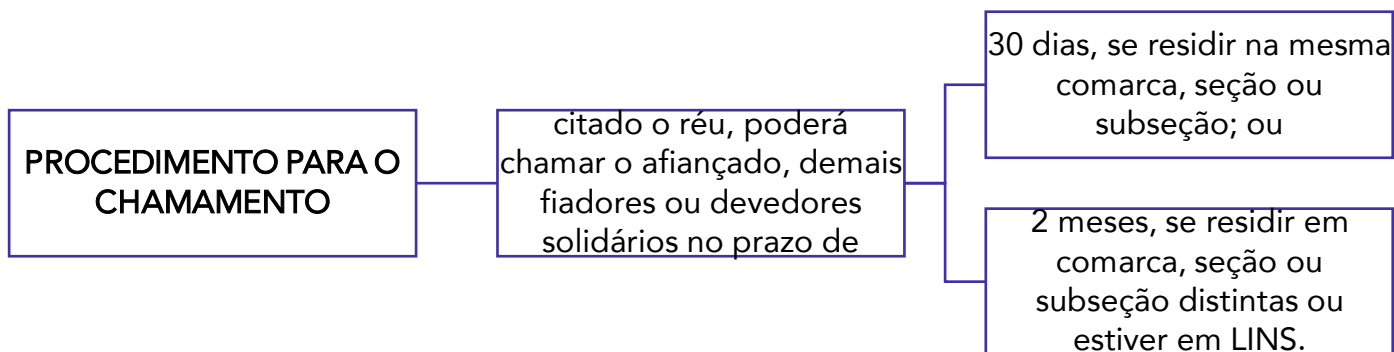 PROCEDIMENTO PARA O
CHAMAMENTO
citado o réu, poderá
chamar o afiançado, demais
fiadores ou devedores
solidários no prazo de
30 dias, se residir na mesma
comarca, seção ou
subseção; ou
2 meses, se residir em
comarca, seção ou
subseção distintas ou
estiver em LINS.